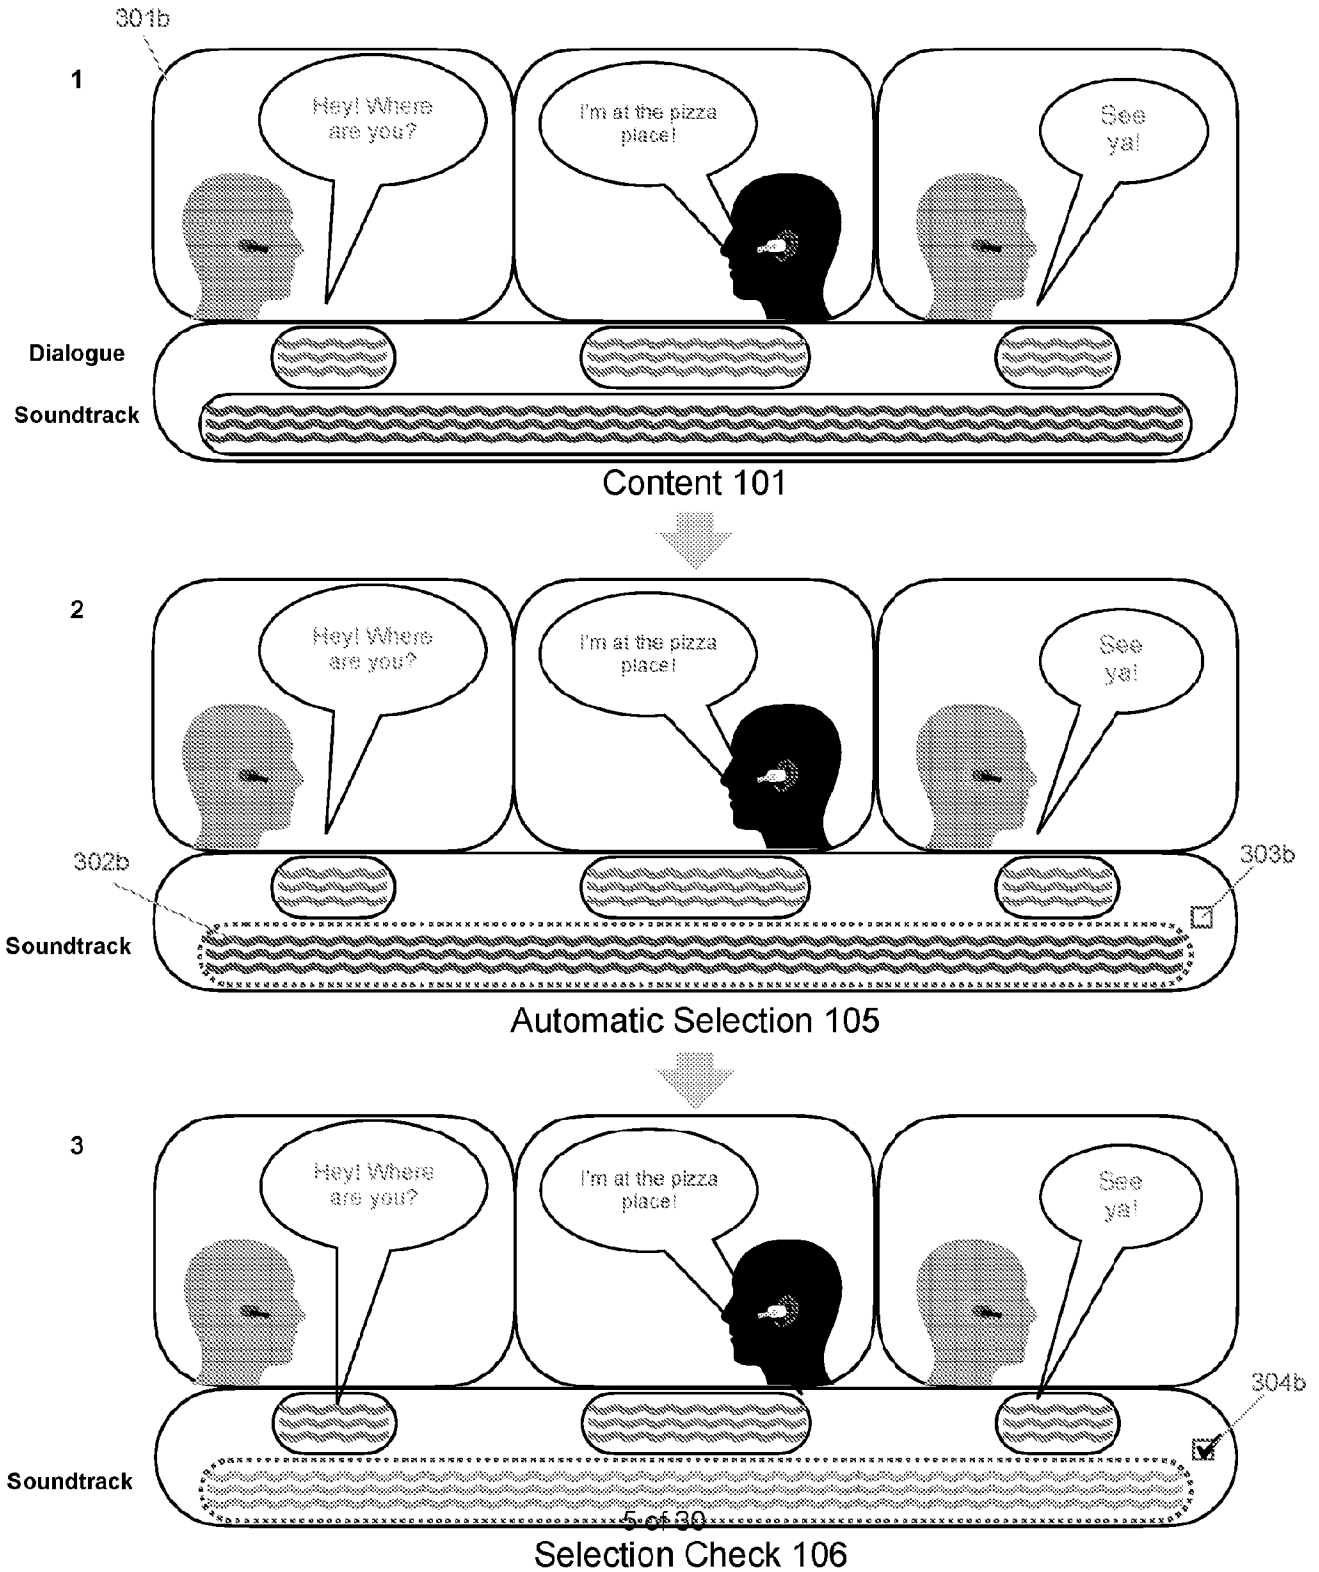 301b
1
Hey! Where
are you?
I'm at the pizza
place!
See
ya!
Dialogue
Soundtrack
Content 101
2
Hey! Where
are you?
I'm at the pizza
place!
See
ya!
302b
303b
Soundtrack
Automatic Selection 105
3
Hey! Where
are you?
I'm at the pizza
place!
See
ya!
304b
Soundtrack
5 of 30
Selection Check 106